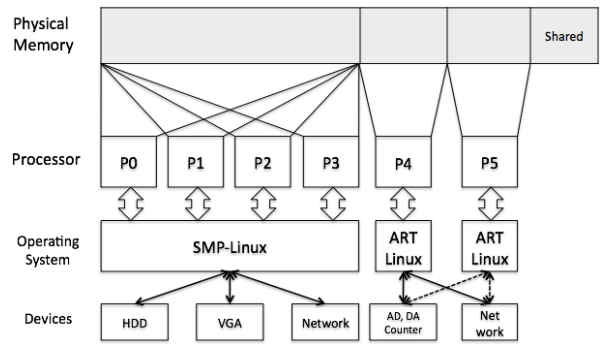 Physical
Memory
Shared
Processor
P0
P1
P2
P3
P4
P5
Operating
System
SMP-Linux
ART
Linux
ART
Linux
Devices
HDD
VGA
Network
AD, DA
Counter
Net
work